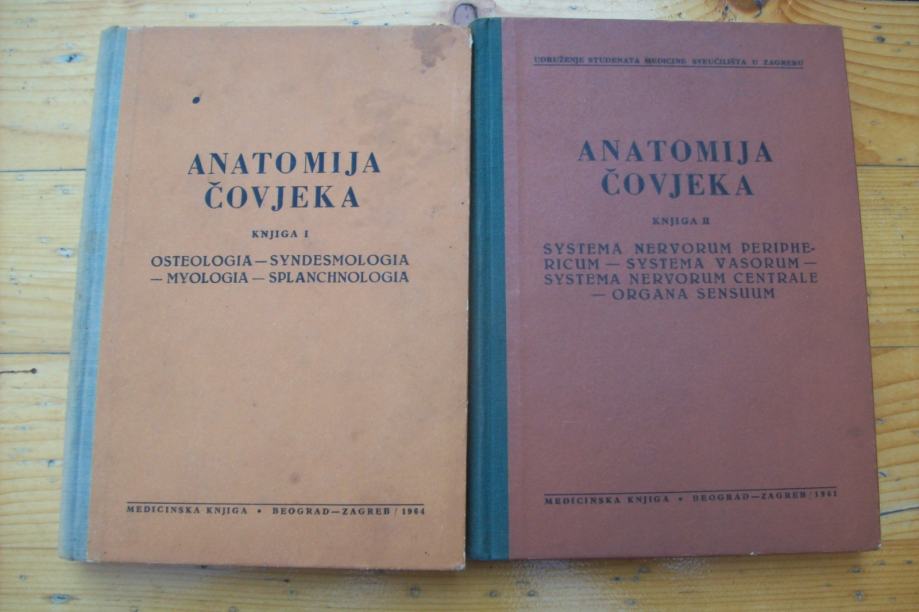 ANATOMIJA
ČOVJEKA
KNJIGA I
OSTEOLOGIA — SYNDESMOLOGIA
— MYOLOGIA — SPLANCHNOLOGIA
MEDICINSKA KNJIGA • BEOGRAD—ZAGREB / 1964
UDRUŽENJE STUDENATA MEDICINE SVEUČILIŠTA U ZAGREBU
ANATOMIJA
ČOVJEKA
KNJIGA II
SYSTEMA NERVORUM PERIPHE-
RICUM — SYSTEMA VASORUM —
SYSTEMA NERVORUM CENTRALE
— ORGANA SENSUUM
MEDICINSKA KNJIGA • BEOGRAD—ZAGREB / 1961